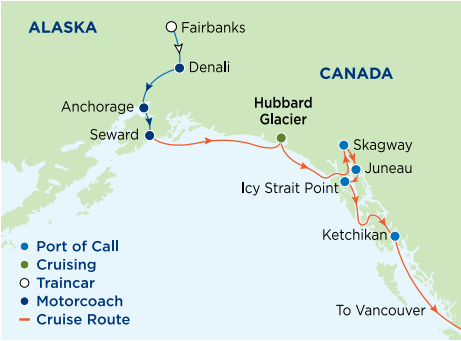 ALASKA
Fairbanks
Denali
CANADA
Anchorage
Hubbard
Glacier
Seward
Skagway
Juneau
Icy Strait Point
Ketchikan
Port of Call
Cruising
Traincar
Motorcoach
Cruise Route
To Vancouver